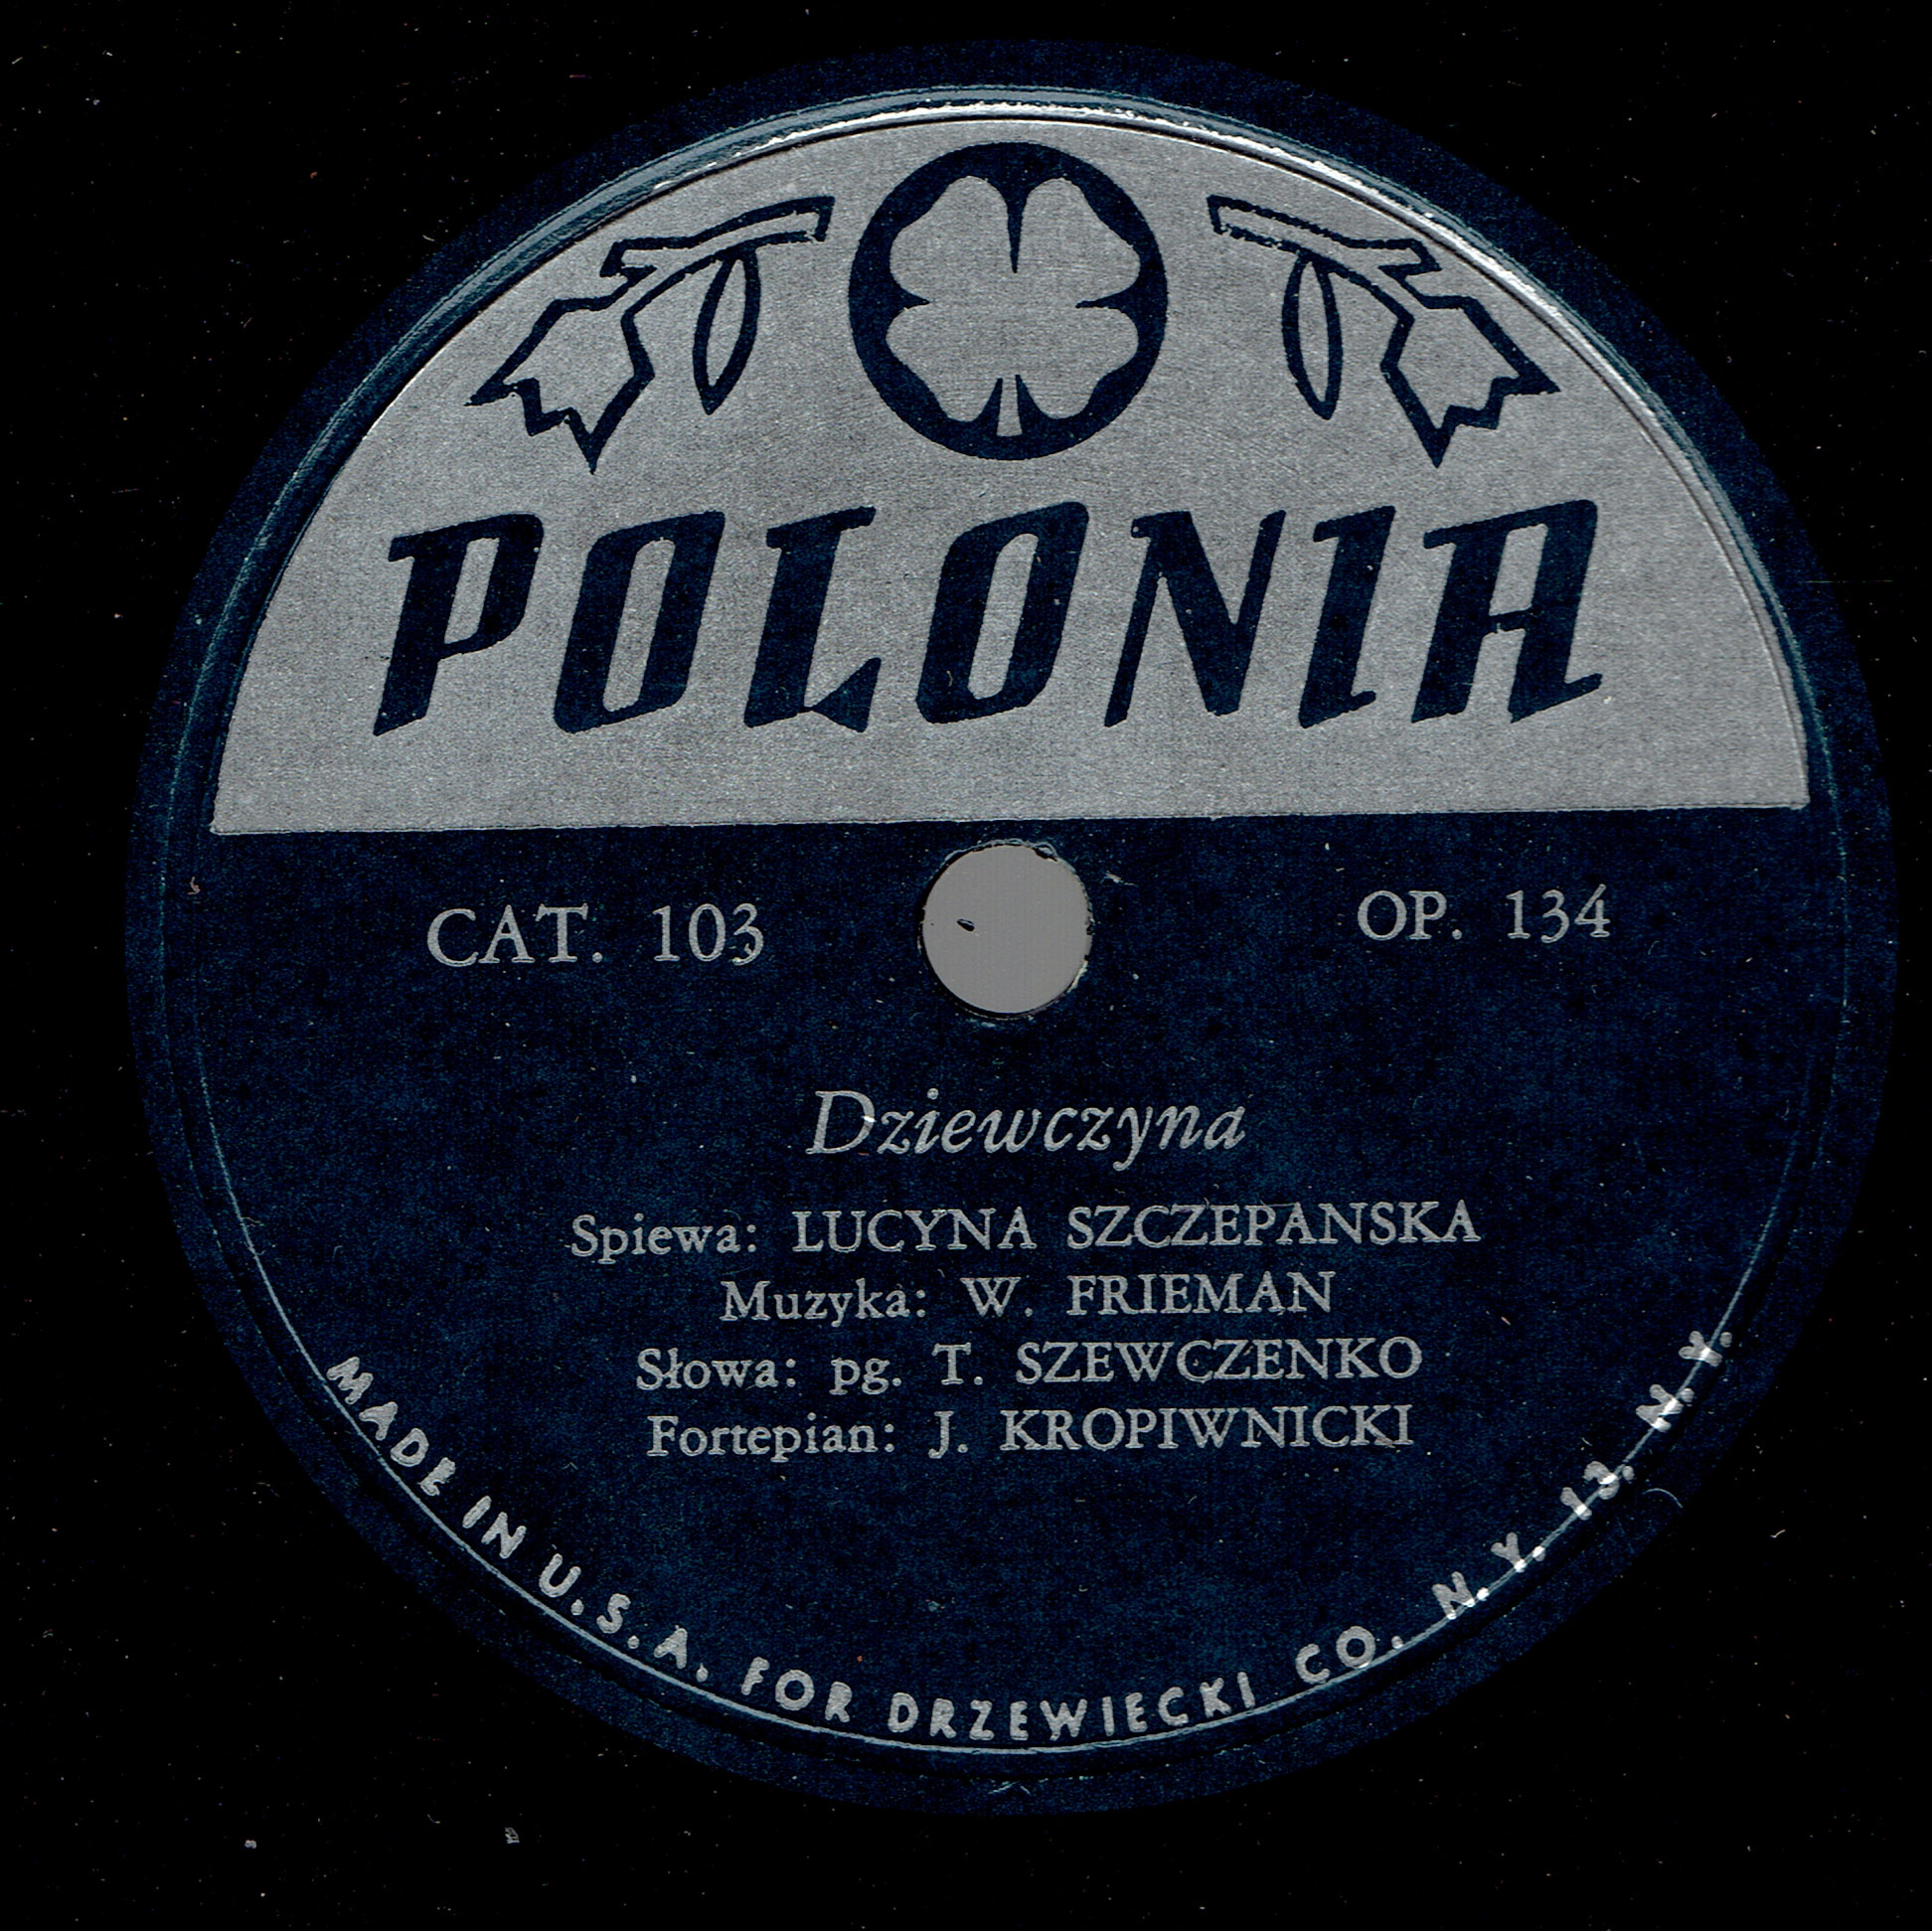 POLONIA
CAT. 103
OP. 134
Dziewczyna
Spiewa: LUCYNA SZCZEPANSKA
Muzyka: W. FRIEMAN
Słowa: pg. T. SZEWCZENKO
Fortepian: J. KROPIWNICKI
MADE IN U.S.A. FOR DRZEWIECKI CO. N.Y. 13. N.Y.